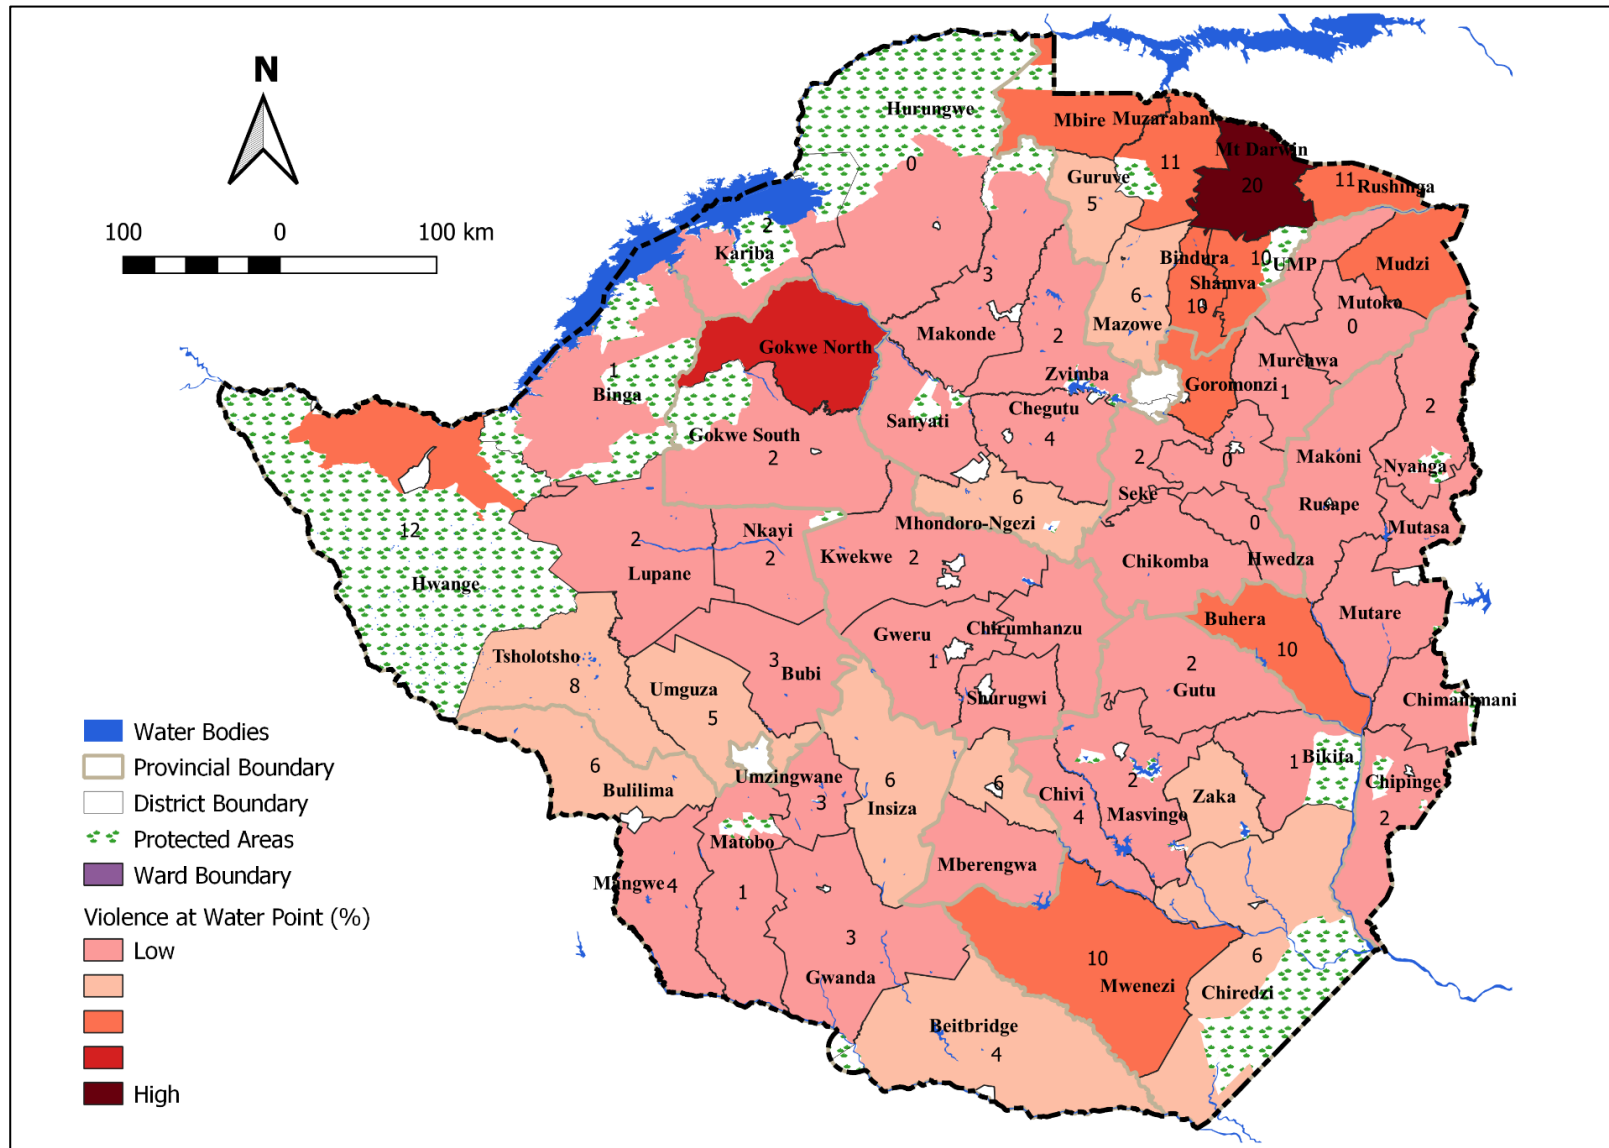 N
100 0 100 km
Hurungwe
0
Mbire
Muzarabani
11
Mt Darwin
20
11
Rushinga
Guruve
5
2
Kariba
3
Bindura
10
UMP
Mudzi
Shamva
6
10
Mutoko
0
Mazowe
Makonde
2
Gokwe North
Murehwa
1
Zvimba
Goromonzi
1
Binga
Chegutu
4
Sanyati
2
Gokwe South
2
2
0
Makoni
Nyanga
Seke
6
Rusape
12
Mhondoro-Ngezi
0
Mutasa
2
Nkayi
2
Kwekwe
2
Chikomba
Hwedza
Lupane
Hwange
Buhera
10
Mutare
Gweru
1
Chirumhanzu
Tsholotsho
8
3
Bubi
2
Gutu
Umguza
5
Shurugwi
Chimanimani
Water Bodies
Provincial Boundary
District Boundary
Protected Areas
Ward Boundary
Violence at Water Point (%)
Low
High
6
Bulilima
Umzingwane
3
6
Insiza
6
Chivi
4
2
Masvingo
Zaka
1
Bikita
Chipinge
2
Matobo
1
Mangwe
4
Mberengwa
3
Gwanda
10
Mwenezi
6
Chiredzi
Beitbridge
4